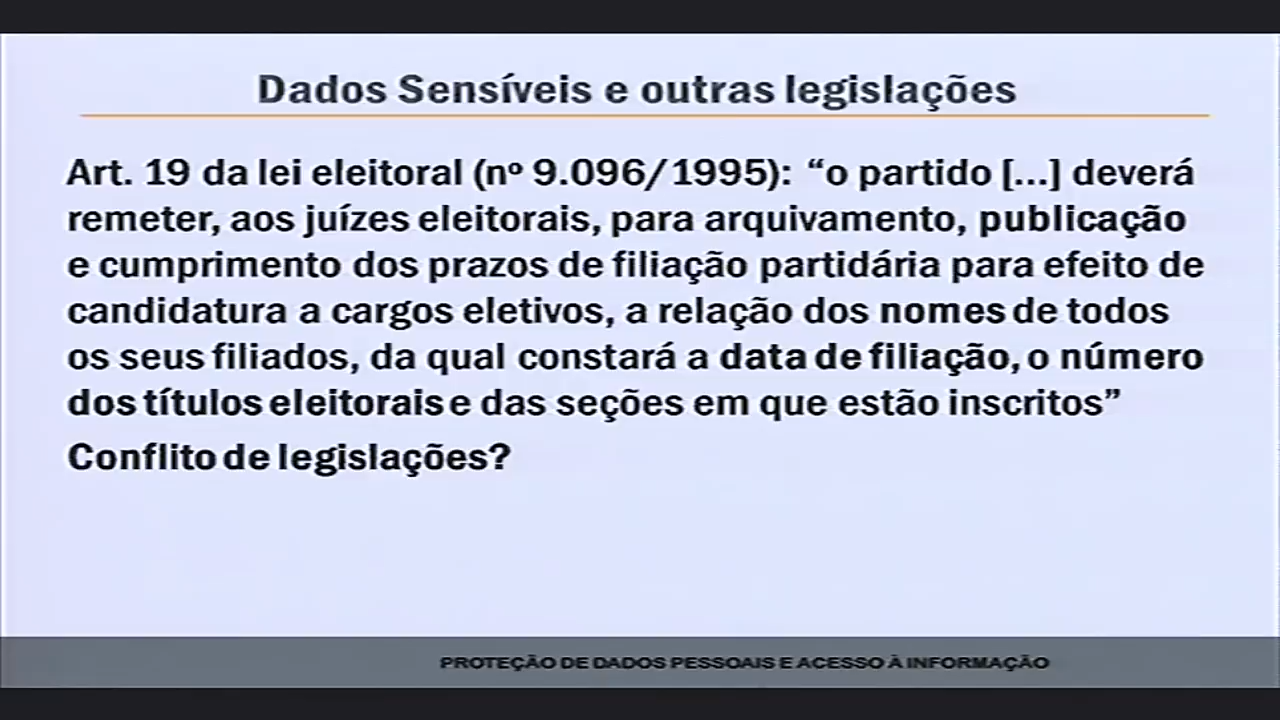 Dados Sensíveis e outras legislações
Art. 19 da lei eleitoral (nº 9.096/1995): “o partido [...] deverá
remeter, aos juízes eleitorais, para arquivamento, publicação
e cumprimento dos prazos de filiação partidária para efeito de
candidatura a cargos eletivos, a relação dos nomes de todos
os seus filiados, da qual constará a data de filiação, o número
dos títulos eleitorais e das seções em que estão inscritos”
Conflito de legislações?
PROTEÇÃO DE DADOS PESSOAIS E ACESSO À INFORMAÇÃO